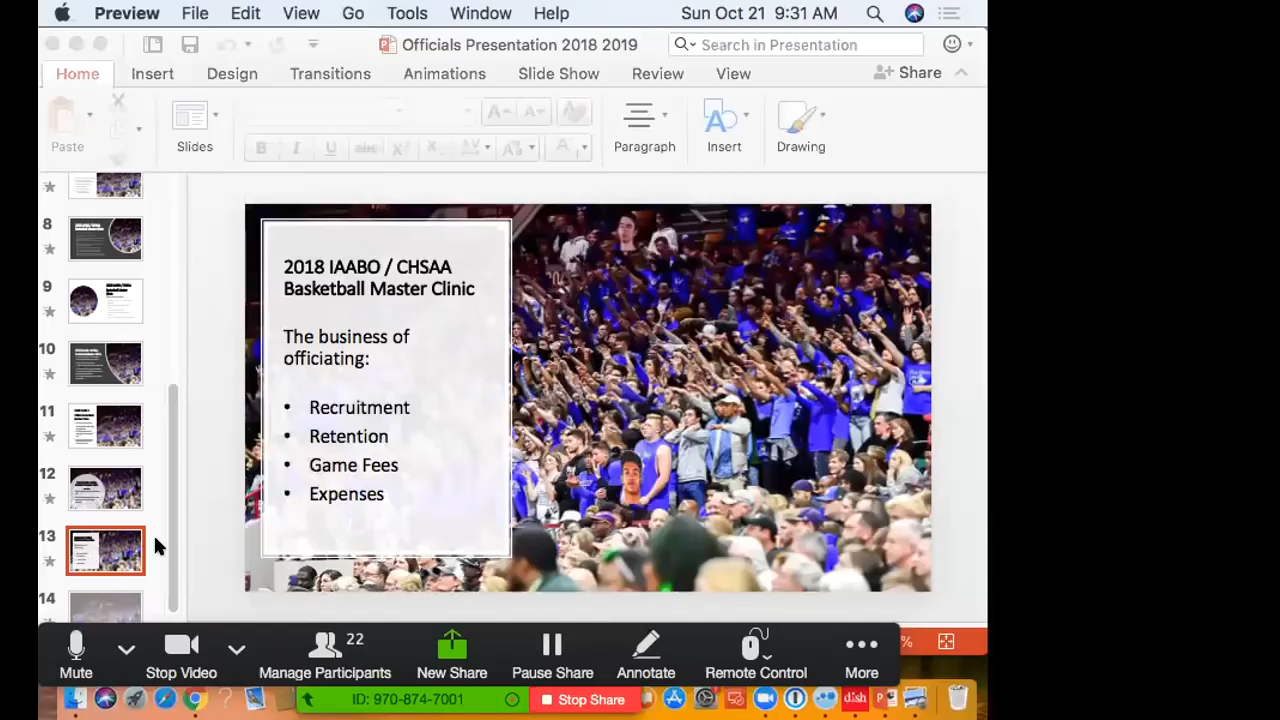 Preview File Edit View Go Tools Window Help Sun Oct 21 9:31 AM
Officials Presentation 2018 2019
Search in Presentation
Home Insert Design Transitions Animations Slide Show Review View Share
Paste Slides Paragraph Insert Drawing
8
9
10
11
12
13
14
2018 IAABO / CHSAA
Basketball Master Clinic
The business of
officiating:
• Recruitment
• Retention
• Game Fees
• Expenses
22
Mute Stop Video Manage Participants New Share Pause Share Annotate Remote Control More
%
ID: 970-874-7001 Stop Share
dish